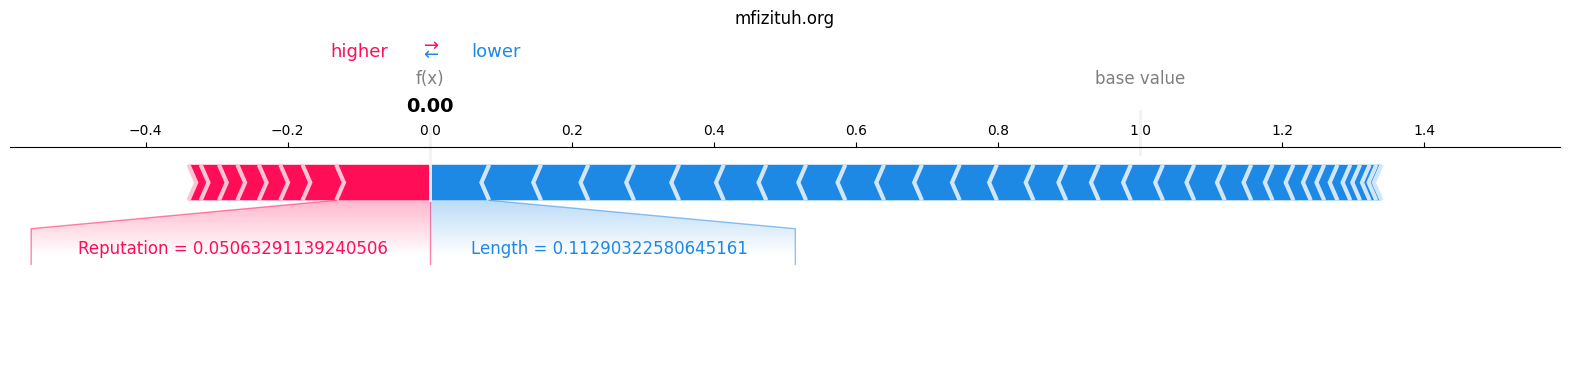 mfizituh.org
higher ⇄ lower
f(x) base value
0.00
−0.4 −0.2 0.0 0.2 0.4 0.6 0.8 1.0 1.2 1.4
Reputation = 0.05063291139240506 Length = 0.11290322580645161